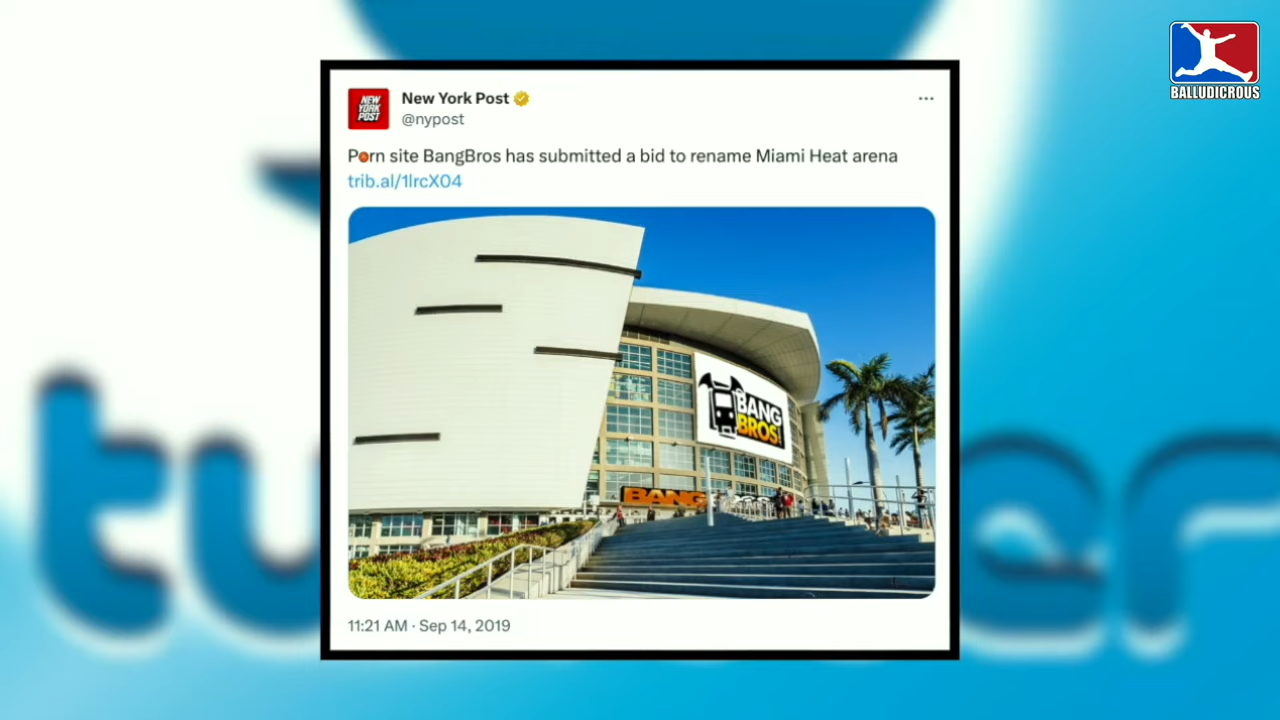 BALLUDICROUS
NEW YORK POST
New York Post
@nypost
Porn site BangBros has submitted a bid to rename Miami Heat arena
trib.al/1lrcX04
BANG
BROS
BANG
11:21 AM · Sep 14, 2019